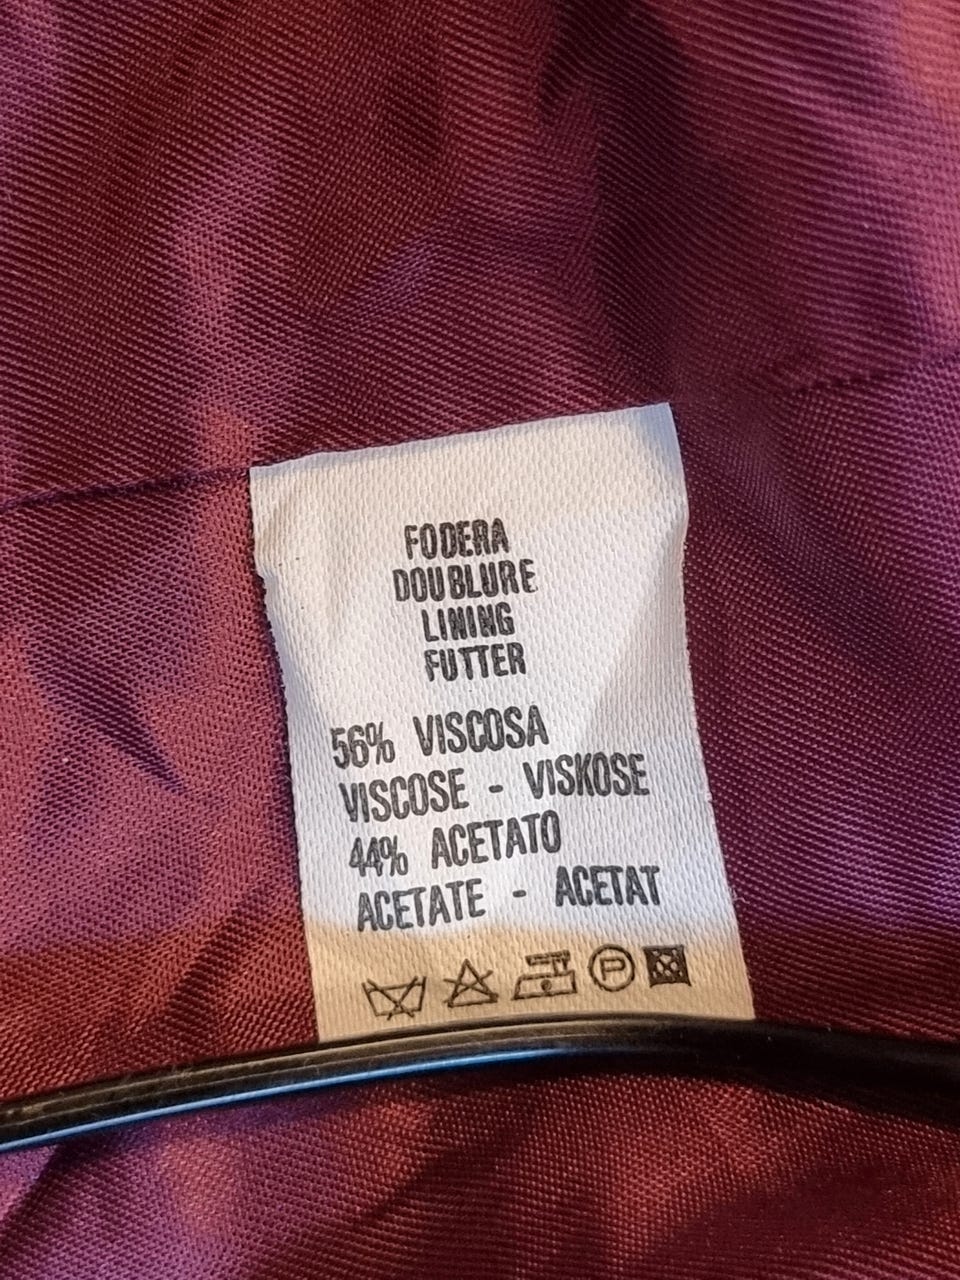 FODERA
DOUBLURE
LINING
FUTTER
56% VISCOSA
VISCOSE - VISKOSE
44% ACETATO
ACETATE - ACETAT
P